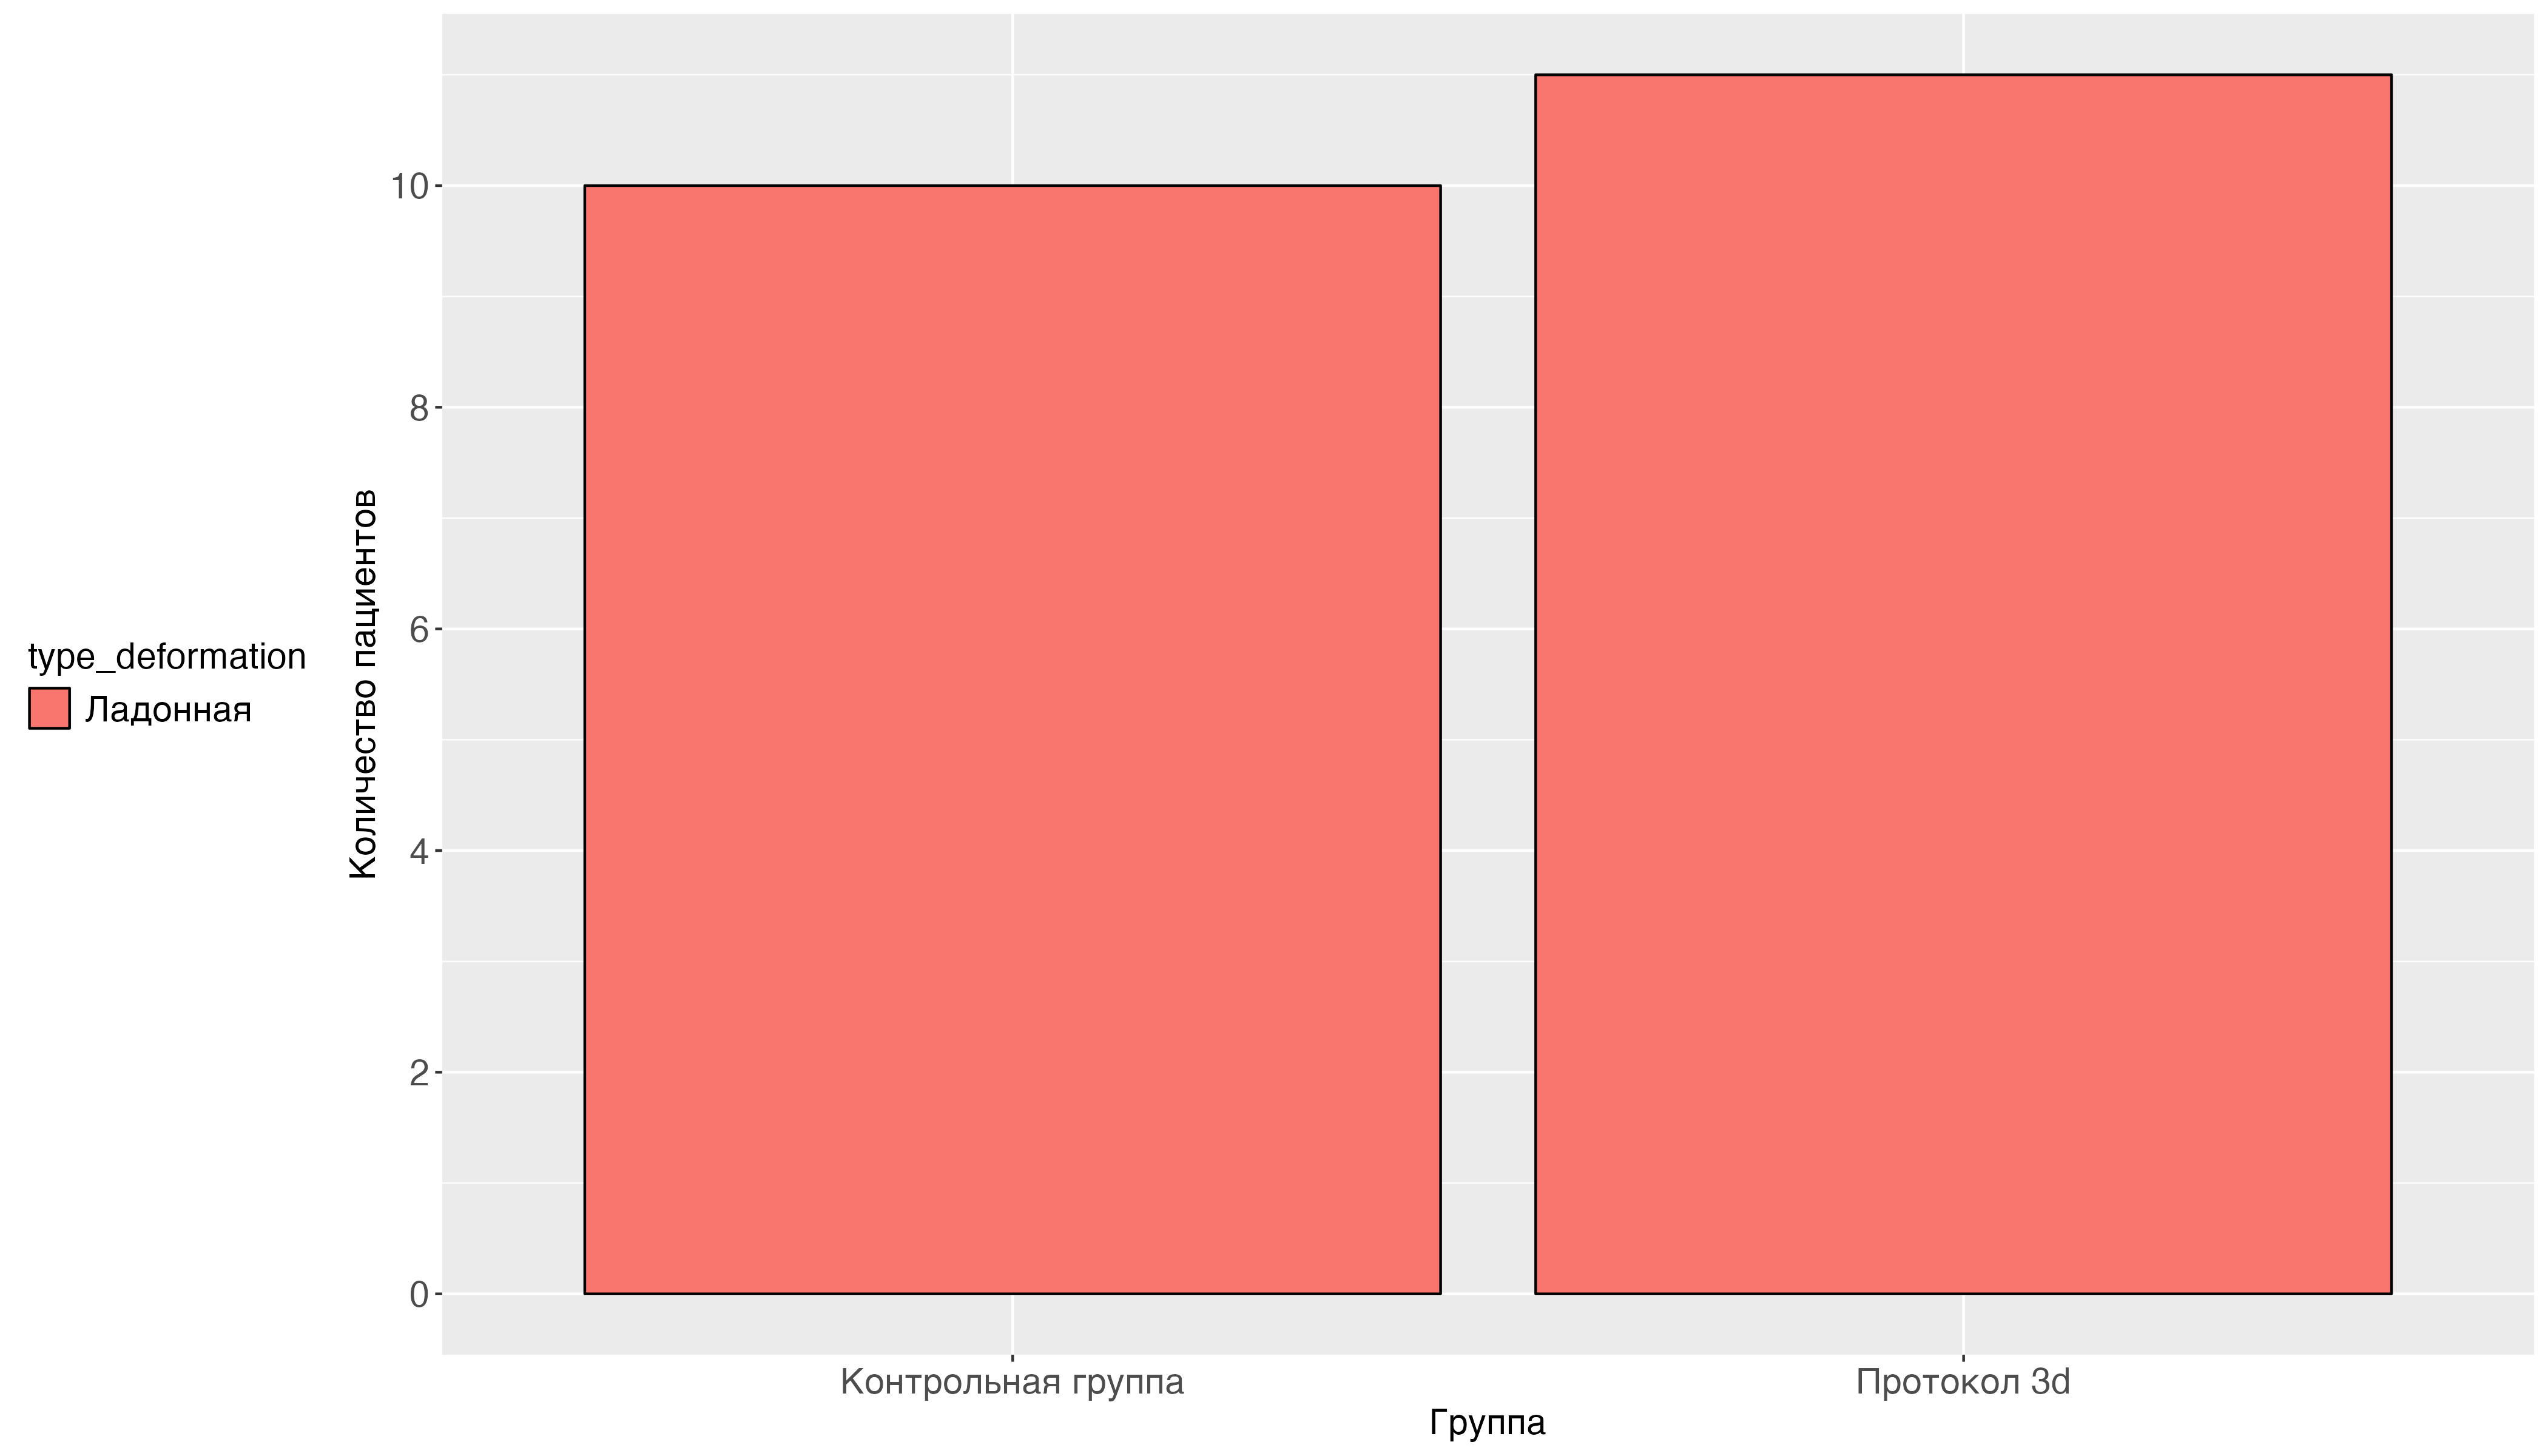 type_deformation
Ладонная
Количество пациентов
10
8
6
4
2
0
Контрольная группа
Протокол 3d
Группа